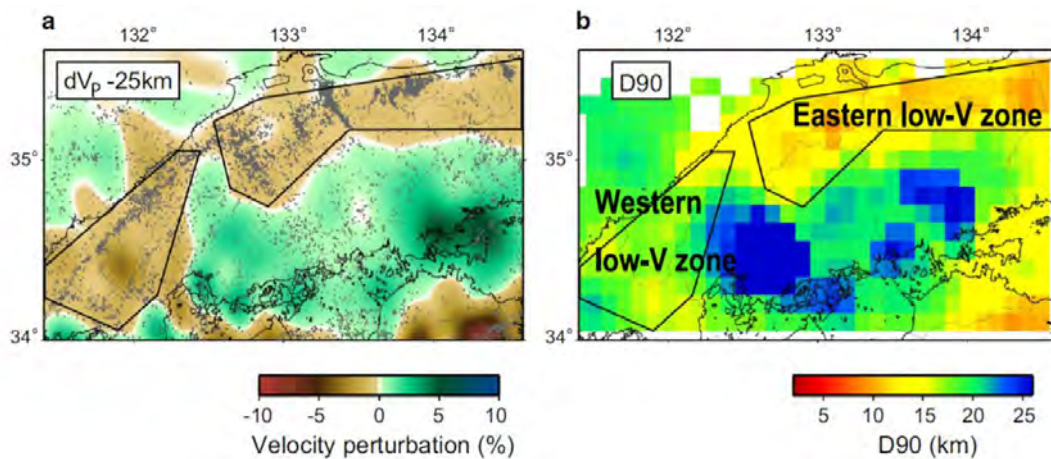 a
132° 133° 134°
dVp -25km
35°
34°
-10 -5 0 5 10
Velocity perturbation (%)
b
132° 133° 134°
D90
Eastern low-V zone
35°
Western
low-V zone
34°
5 10 15 20 25
D90 (km)